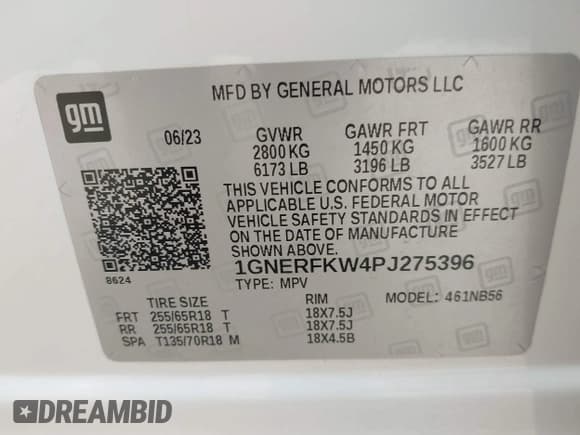 gm
MFD BY GENERAL MOTORS LLC
06/23 GVWR GAWR FRT GAWR RR
2800 KG 1450 KG 1600 KG
6173 LB 3196 LB 3527 LB
THIS VEHICLE CONFORMS TO ALL
APPLICABLE U.S. FEDERAL MOTOR
VEHICLE SAFETY STANDARDS IN EFFECT
ON THE DATE OF MANUFACTURE
SHOWN ABOVE.
8624
1GNERFKW4PJ275396
TYPE: MPV MODEL: 461NB56
TIRE SIZE RIM
FRT 255/65R18 T 18X7.5J
RR 255/65R18 T 18X7.5J
SPA T135/70R18 M 18X4.5B
DREAMBID